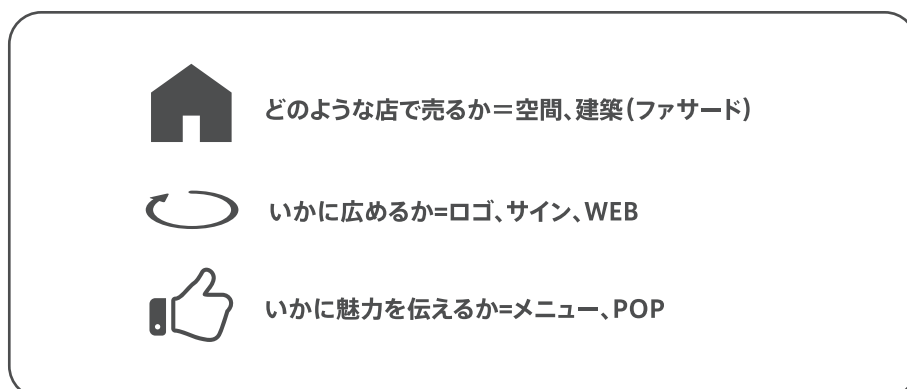 どのような店で売るか＝空間、建築（ファサード）
いかに広めるか=ロゴ、サイン、WEB
いかに魅力を伝えるか=メニュー、POP